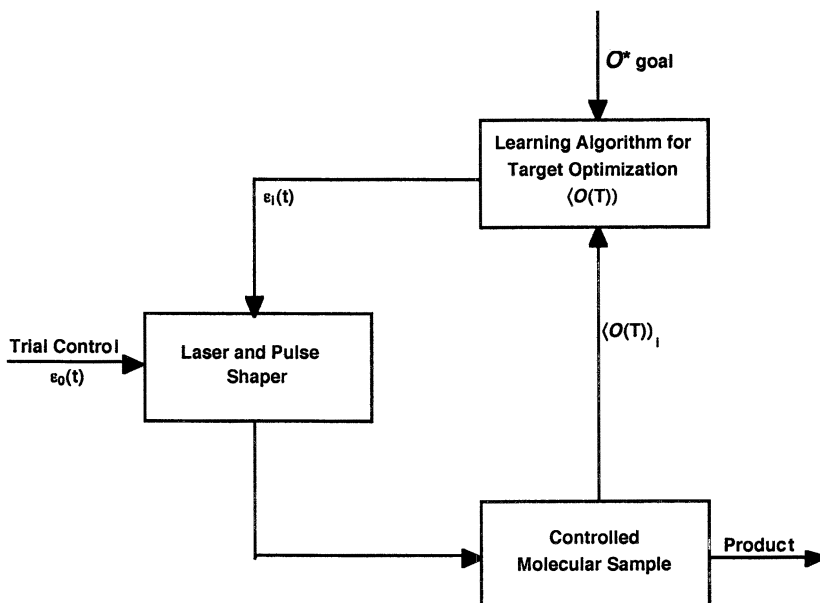 O* goal
Learning Algorithm for
Target Optimization
⟨O(T)⟩
εᵢ(t)
⟨O(T)⟩ᵢ
Trial Control
ε₀(t)
Laser and Pulse
Shaper
Controlled
Molecular Sample
Product